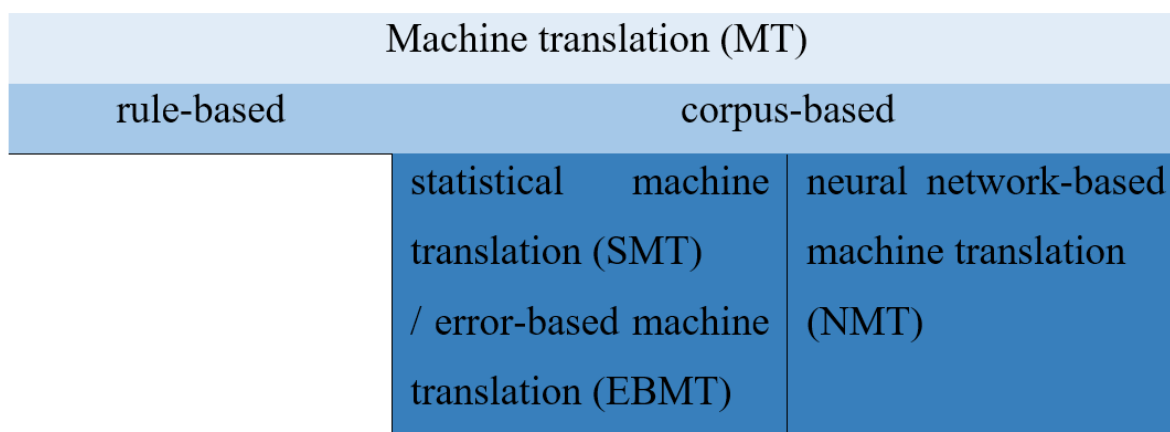 Machine translation (MT)
rule-based
corpus-based
statistical machine
translation (SMT)
/ error-based machine
translation (EBMT)
neural network-based
machine translation
(NMT)